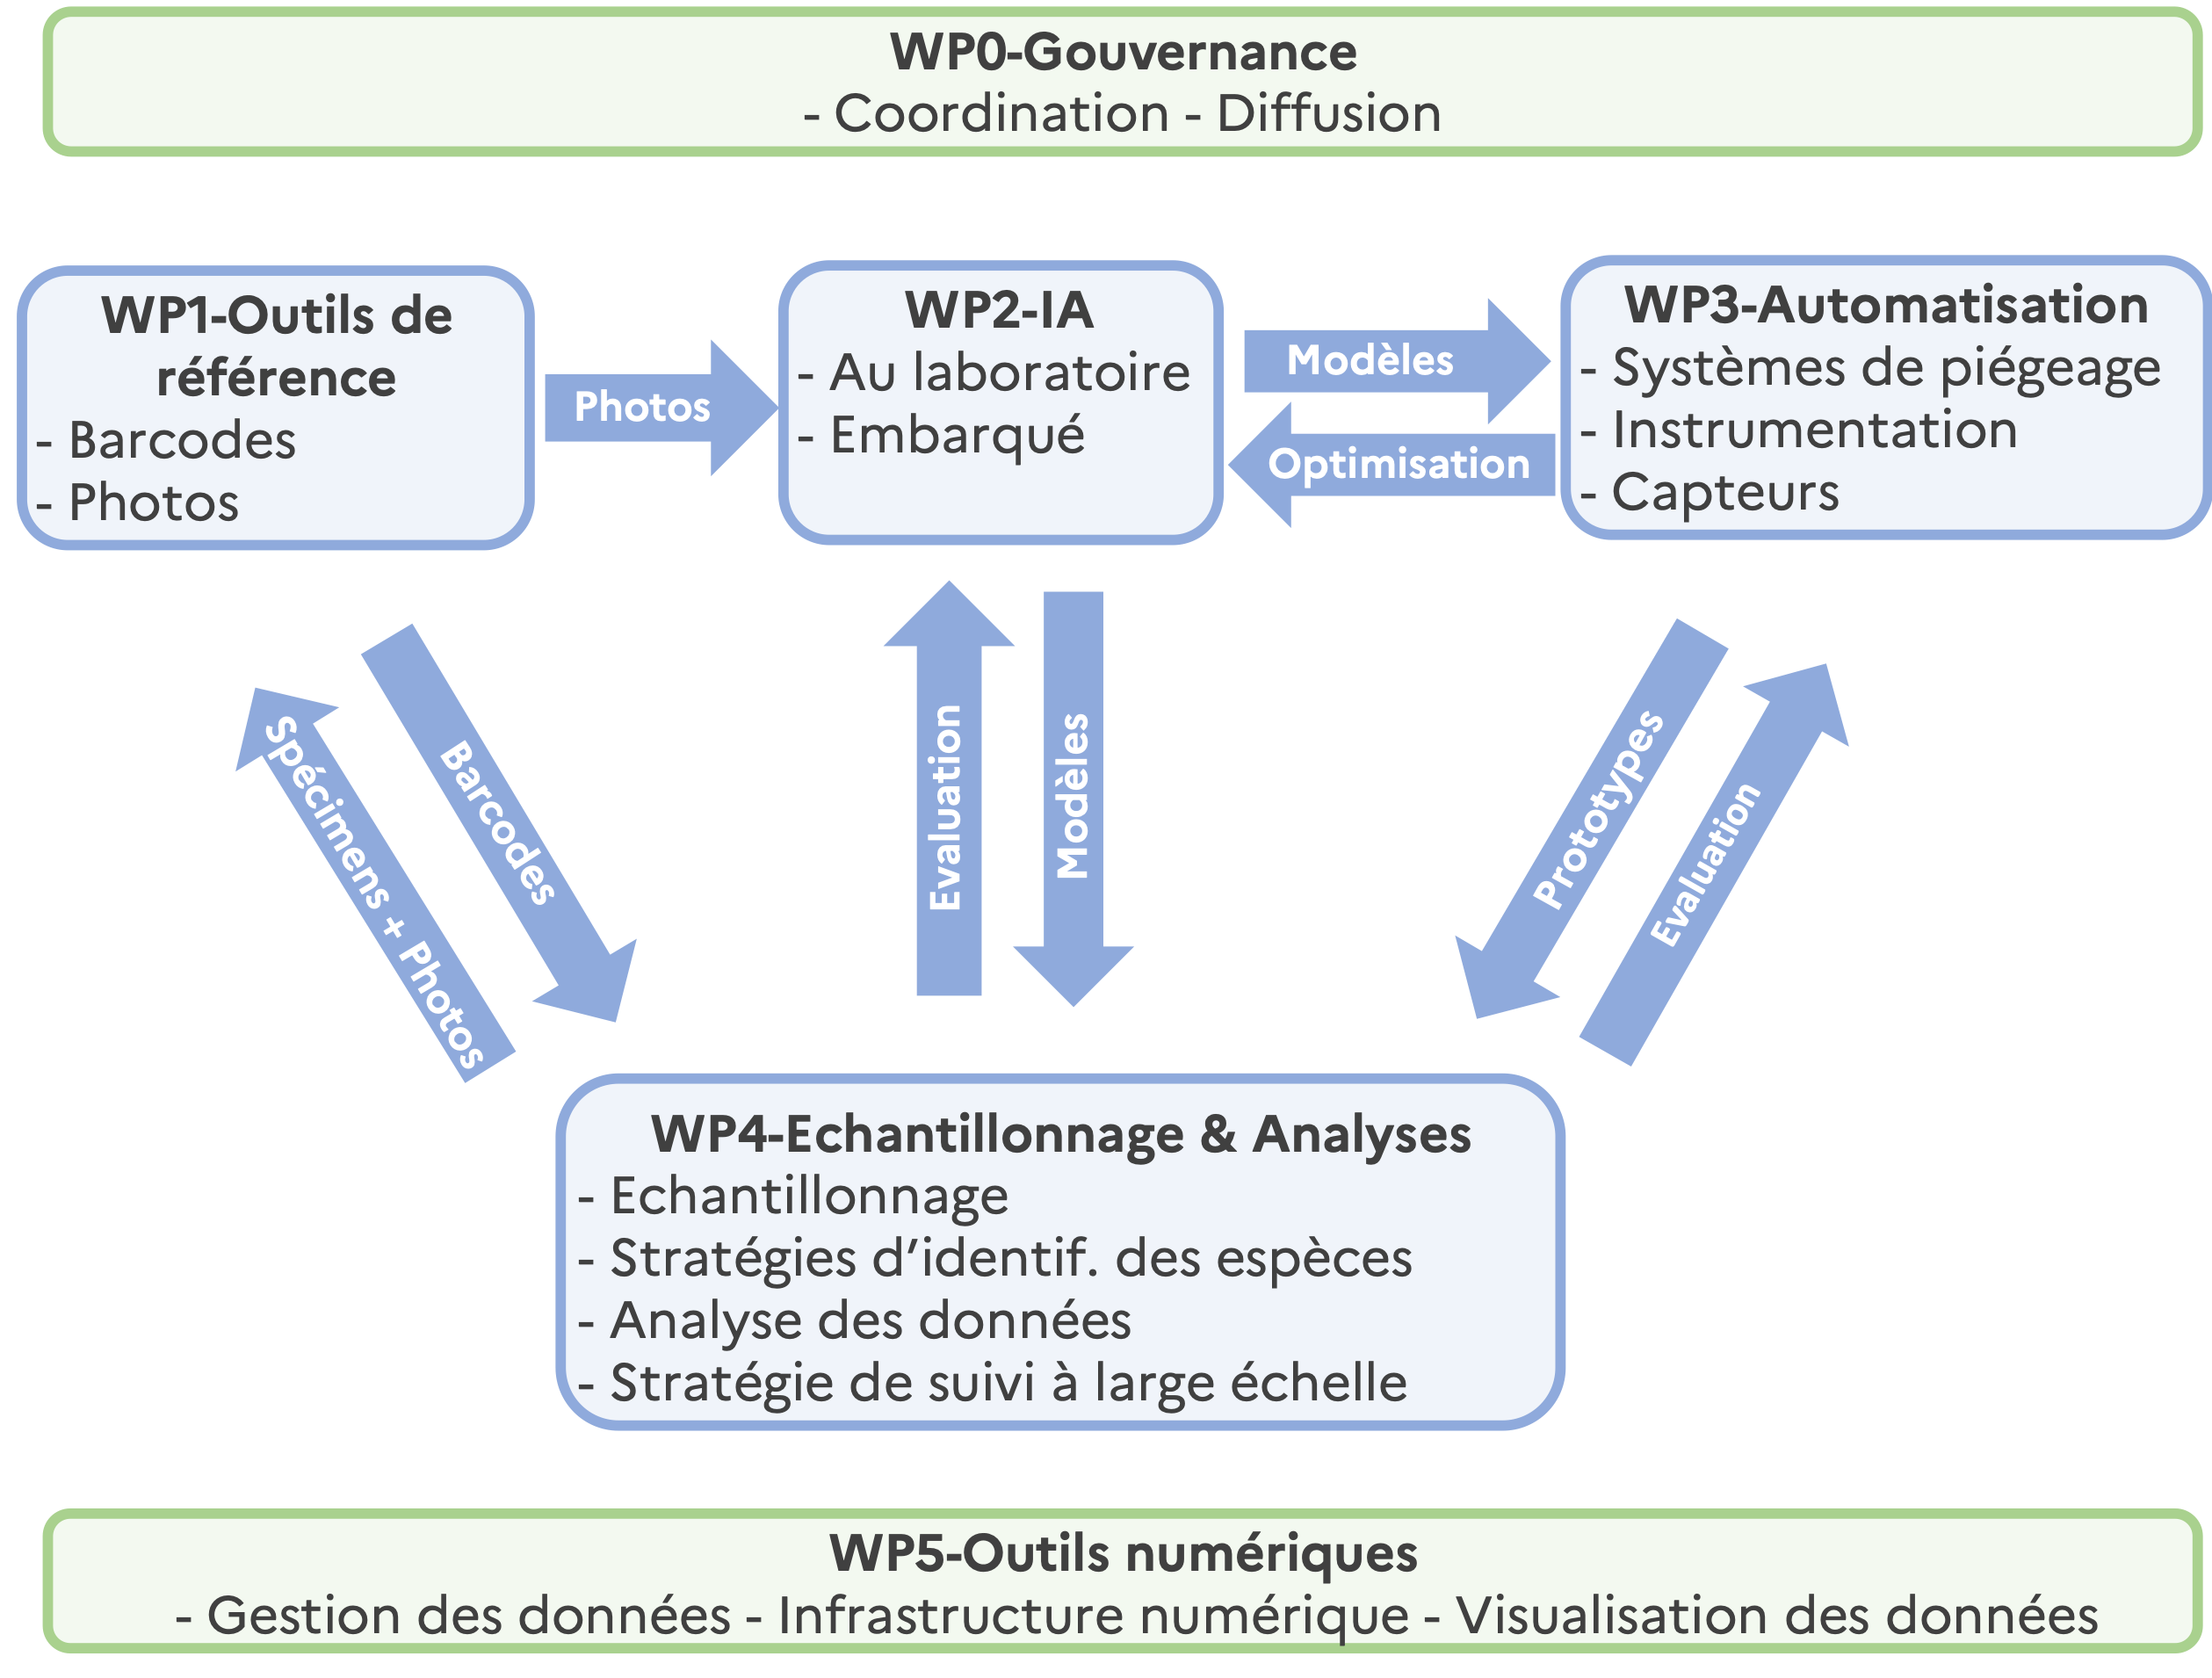 WP0-Gouvernance
- Coordination - Diffusion
WP1-Outils de
référence
- Barcodes
- Photos
Photos
WP2-IA
- Au laboratoire
- Embarqué
Modèles
Optimisation
WP3-Automatisation
- Systèmes de piégeage
- Instrumentation
- Capteurs
Spécimens + Photos
Barcodes
Evaluation
Modèles
Prototypes
Evaluation
WP4-Echantillonnage & Analyses
- Echantillonnage
- Stratégies d’identif. des espèces
- Analyse des données
- Stratégie de suivi à large échelle
WP5-Outils numériques
- Gestion des données - Infrastructure numérique - Visualisation des données